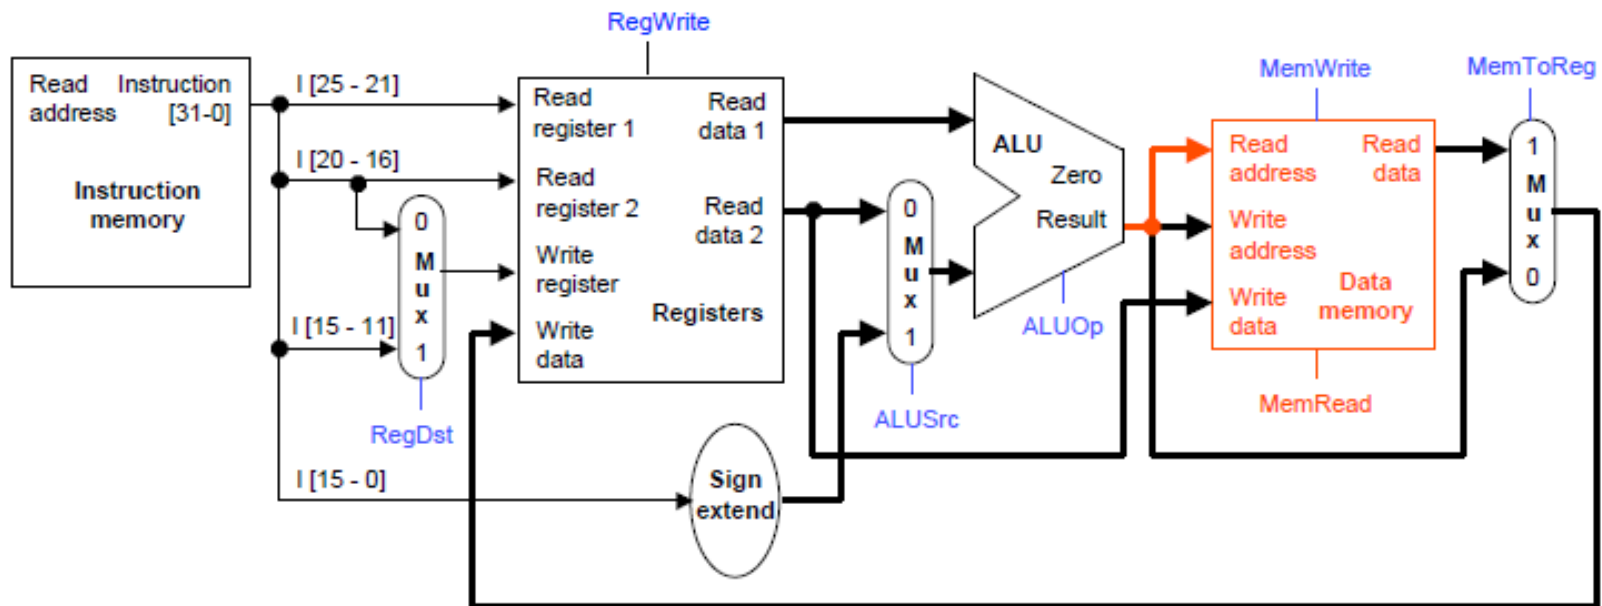 RegWrite
Read Instruction
address [31-0]
Instruction
memory
I [25 - 21]
I [20 - 16]
I [15 - 11]
I [15 - 0]
0
M
u
x
1
RegDst
Read
register 1
Read
data 1
Read
register 2
Read
data 2
Write
register
Registers
Write
data
Sign
extend
0
M
u
x
1
ALUSrc
ALU
Zero
Result
ALUOp
MemWrite
Read
address
Read
data
Write
address
Write
data
Data
memory
MemRead
MemToReg
1
M
u
x
0